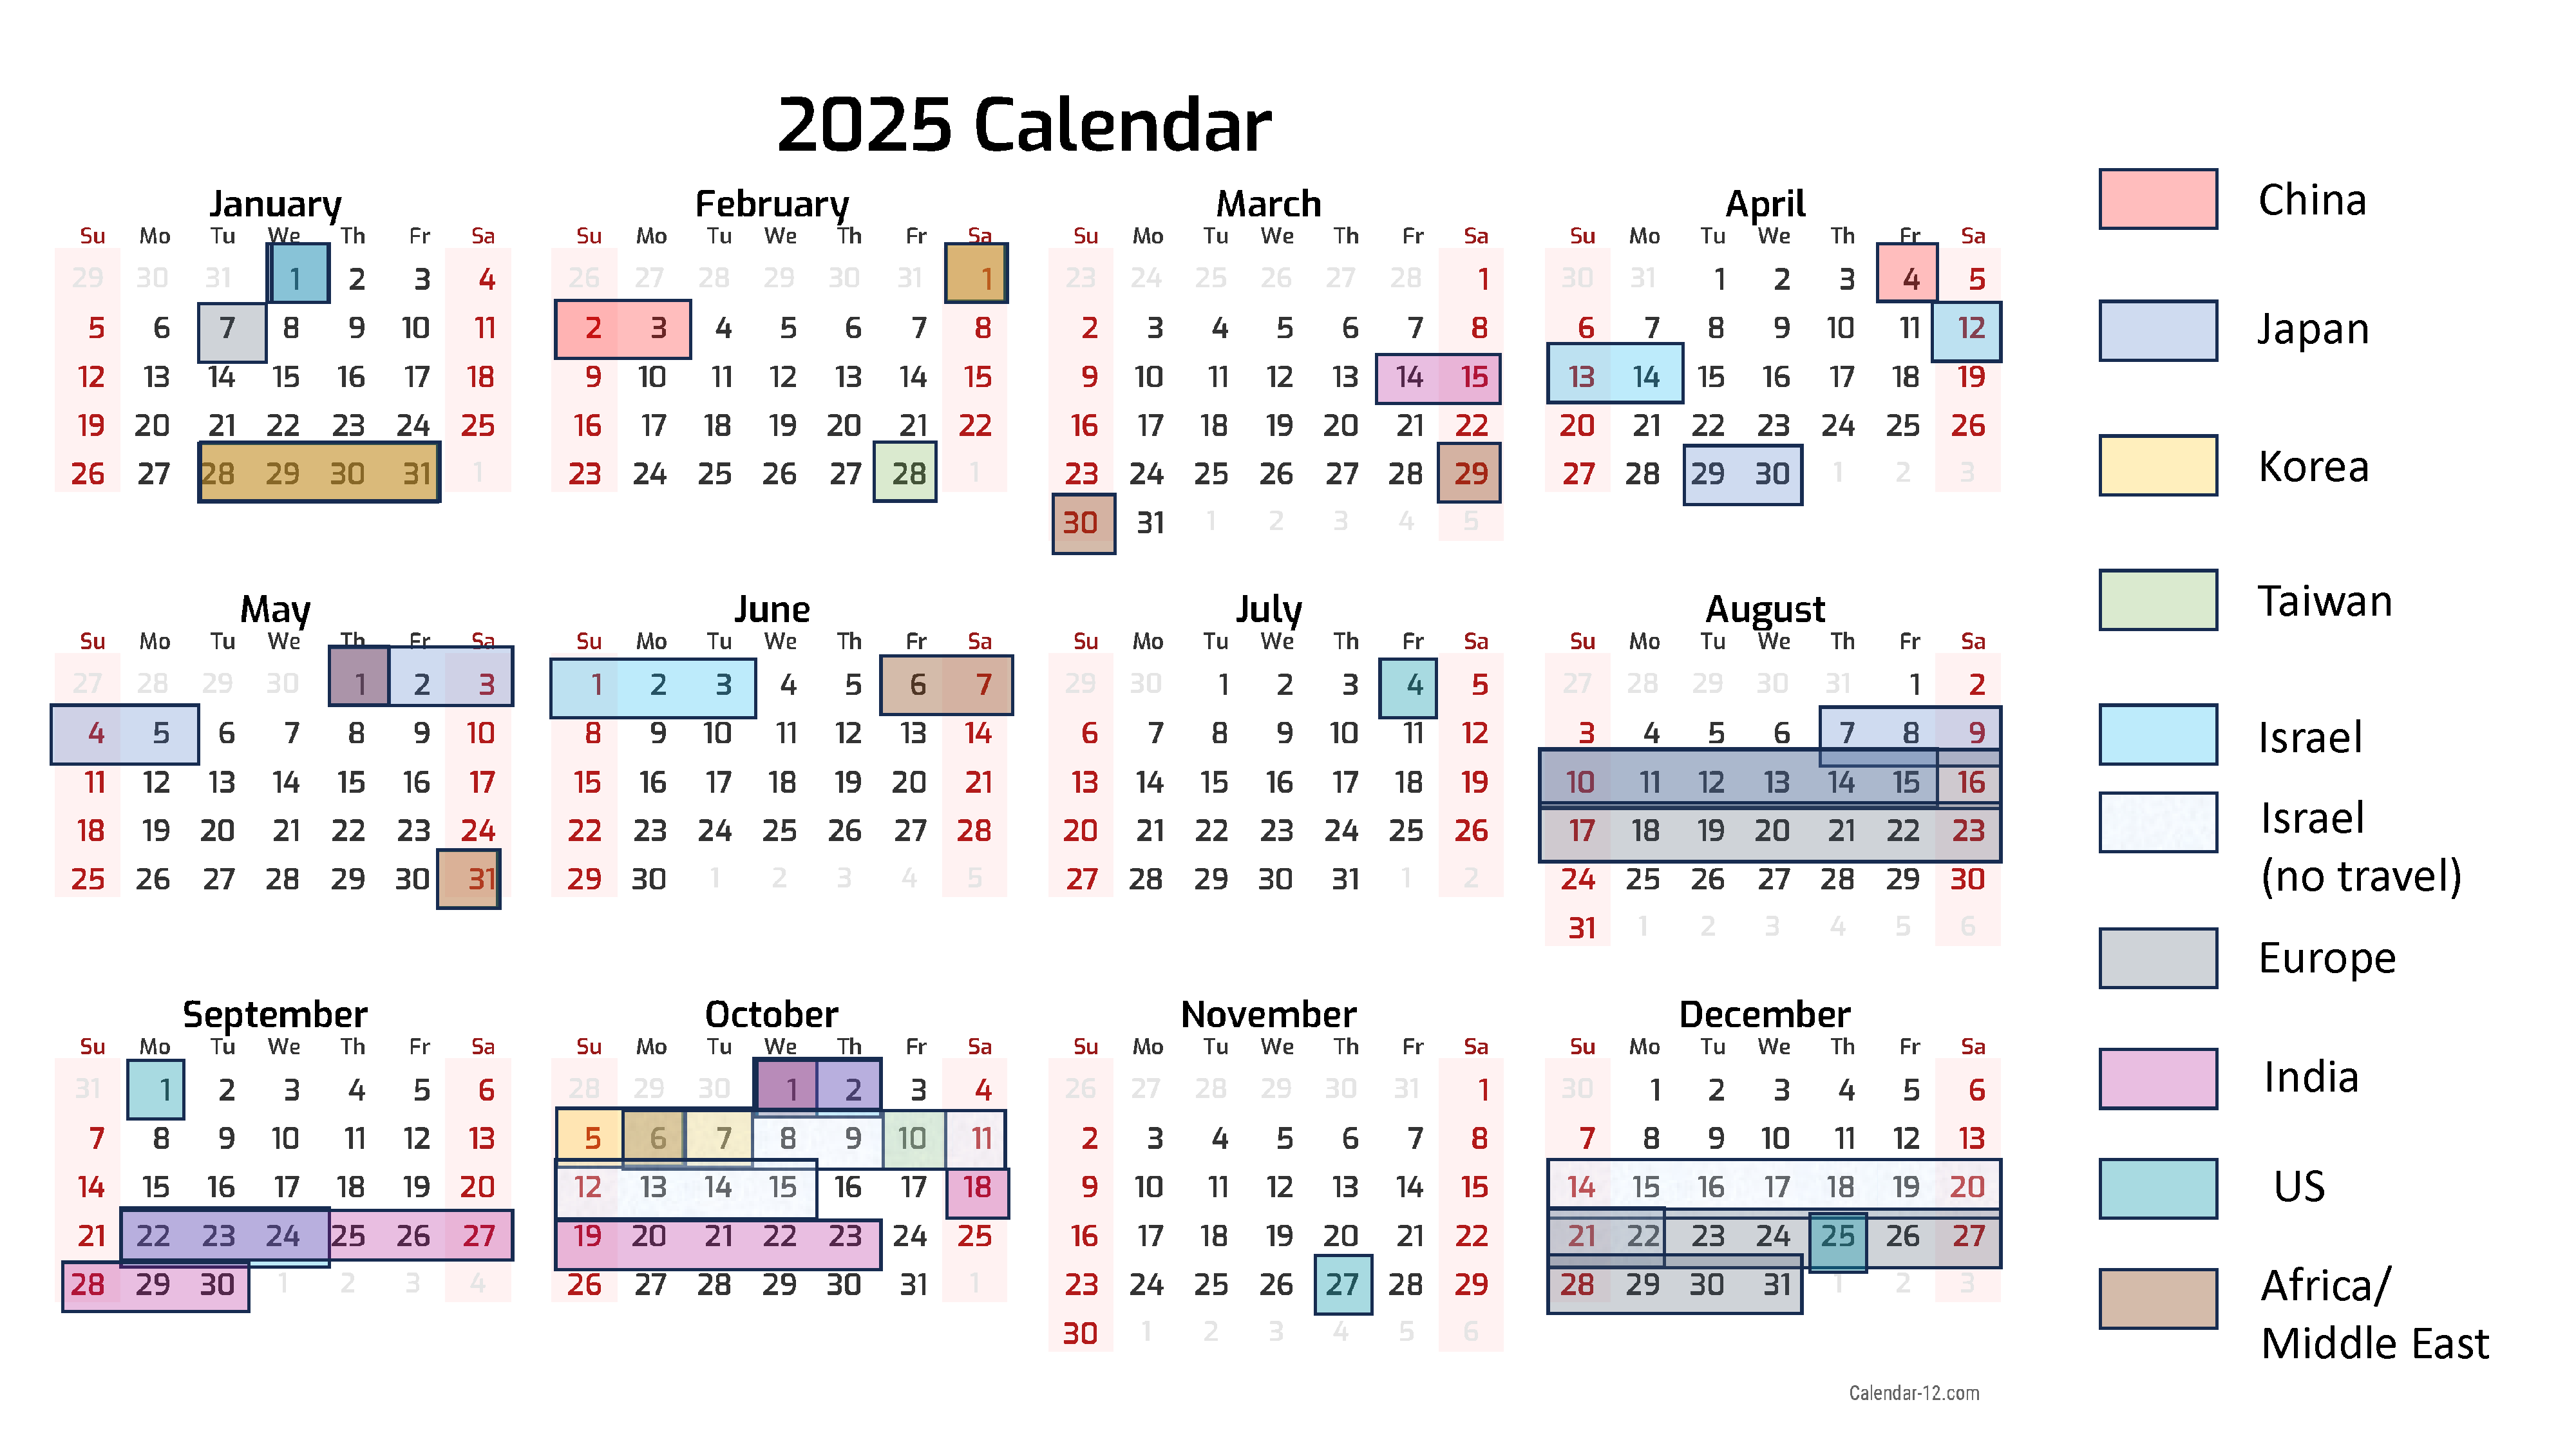 2025 Calendar
January
Su Mo Tu We Th Fr Sa
29 30 31 1 2 3 4
5 6 7 8 9 10 11
12 13 14 15 16 17 18
19 20 21 22 23 24 25
26 27 28 29 30 31 1
February
Su Mo Tu We Th Fr Sa
26 27 28 29 30 31 1
2 3 4 5 6 7 8
9 10 11 12 13 14 15
16 17 18 19 20 21 22
23 24 25 26 27 28 1
March
Su Mo Tu We Th Fr Sa
23 24 25 26 27 28 1
2 3 4 5 6 7 8
9 10 11 12 13 14 15
16 17 18 19 20 21 22
23 24 25 26 27 28 29
30 31 1 2 3 4 5
April
Su Mo Tu We Th Fr Sa
30 31 1 2 3 4 5
6 7 8 9 10 11 12
13 14 15 16 17 18 19
20 21 22 23 24 25 26
27 28 29 30 1 2 3
May
Su Mo Tu We Th Fr Sa
27 28 29 30 1 2 3
4 5 6 7 8 9 10
11 12 13 14 15 16 17
18 19 20 21 22 23 24
25 26 27 28 29 30 31
June
Su Mo Tu We Th Fr Sa
1 2 3 4 5 6 7
8 9 10 11 12 13 14
15 16 17 18 19 20 21
22 23 24 25 26 27 28
29 30 1 2 3 4 5
July
Su Mo Tu We Th Fr Sa
29 30 1 2 3 4 5
6 7 8 9 10 11 12
13 14 15 16 17 18 19
20 21 22 23 24 25 26
27 28 29 30 31 1 2
August
Su Mo Tu We Th Fr Sa
27 28 29 30 31 1 2
3 4 5 6 7 8 9
10 11 12 13 14 15 16
17 18 19 20 21 22 23
24 25 26 27 28 29 30
31 1 2 3 4 5 6
September
Su Mo Tu We Th Fr Sa
31 1 2 3 4 5 6
7 8 9 10 11 12 13
14 15 16 17 18 19 20
21 22 23 24 25 26 27
28 29 30 1 2 3 4
October
Su Mo Tu We Th Fr Sa
28 29 30 1 2 3 4
5 6 7 8 9 10 11
12 13 14 15 16 17 18
19 20 21 22 23 24 25
26 27 28 29 30 31 1
November
Su Mo Tu We Th Fr Sa
26 27 28 29 30 31 1
2 3 4 5 6 7 8
9 10 11 12 13 14 15
16 17 18 19 20 21 22
23 24 25 26 27 28 29
30 1 2 3 4 5 6
December
Su Mo Tu We Th Fr Sa
30 1 2 3 4 5 6
7 8 9 10 11 12 13
14 15 16 17 18 19 20
21 22 23 24 25 26 27
28 29 30 31 1 2 3
Calendar-12.com
China
Japan
Korea
Taiwan
Israel
Israel
(no travel)
Europe
India
US
Africa/
Middle East